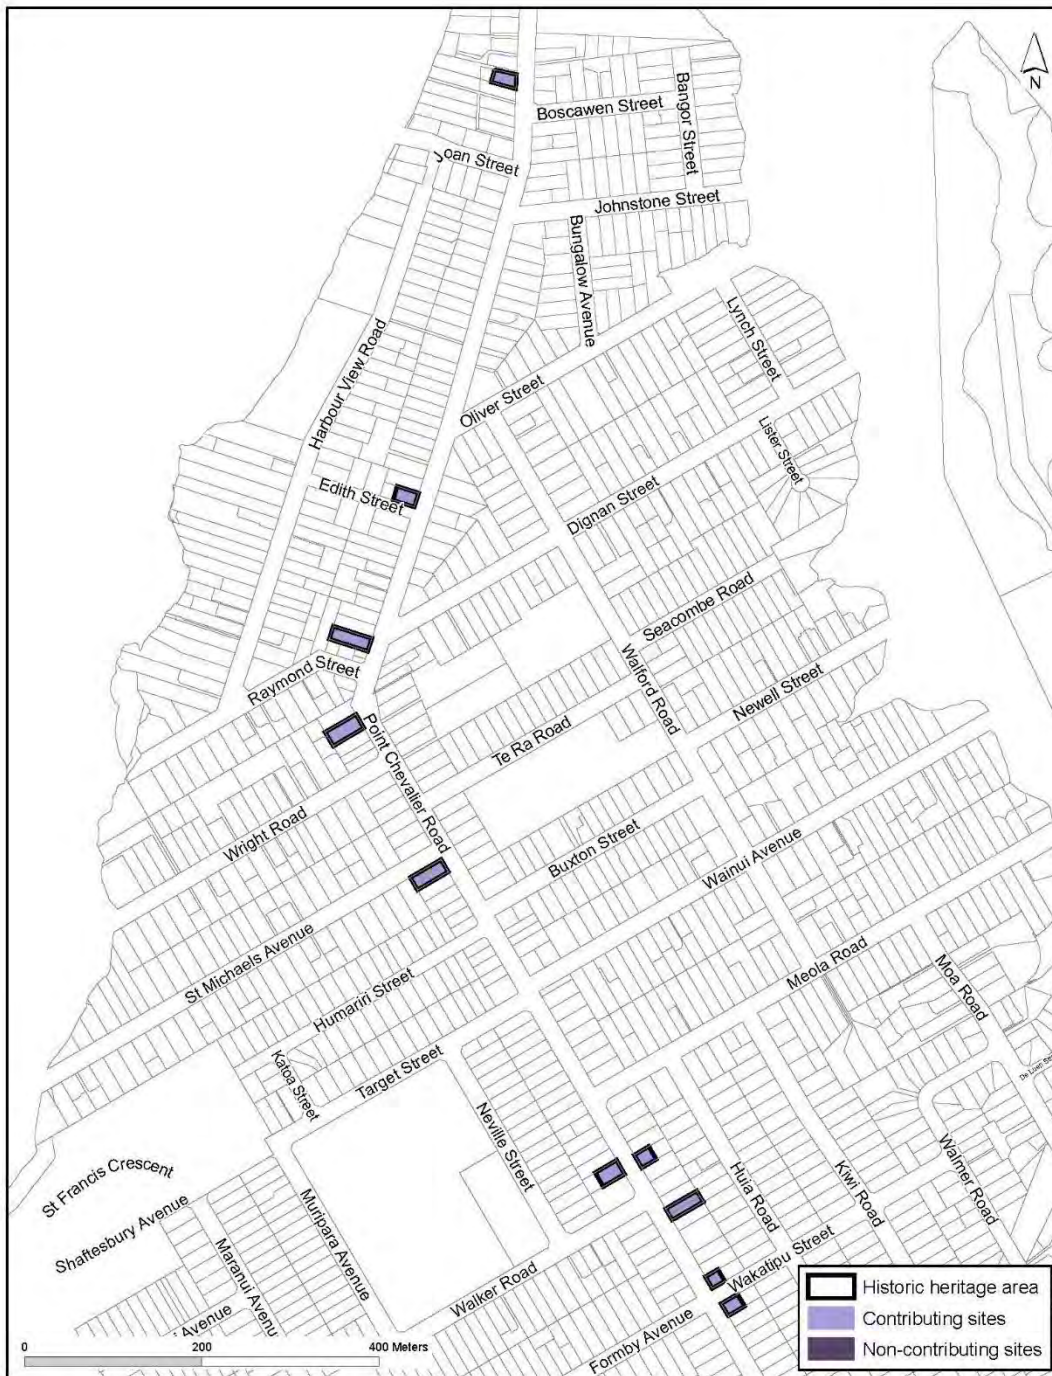 N
Boscawen Street
Bangor Street
Joan Street
Johnstone Street
Bungalow Avenue
Lynch Street
Harbour View Road
Oliver Street
Lister Street
Edith Street
Dignan Street
Seacombe Road
Raymond Street
Walford Road
Newell Street
Point Chevalier Road
Te Ra Road
Wright Road
Buxton Street
Wainui Avenue
St Michaels Avenue
Meola Road
Moa Road
Humariri Street
Katoa Street
Target Street
Neville Street
St Francis Crescent
Huia Road
Kiwi Road
Walmer Road
Shaftesbury Avenue
Muripara Avenue
Maranui Avenue
Wakatipu Street
Walker Road
Formby Avenue
Avenue
Historic heritage area
Contributing sites
Non-contributing sites
0 200 400 Meters